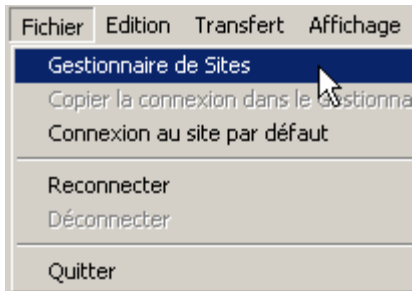 Fichier Edition Transfert Affichage
Gestionnaire de Sites
Copier la connexion dans le Gestionna
Connexion au site par défaut
Reconnecter
Déconnecter
Quitter